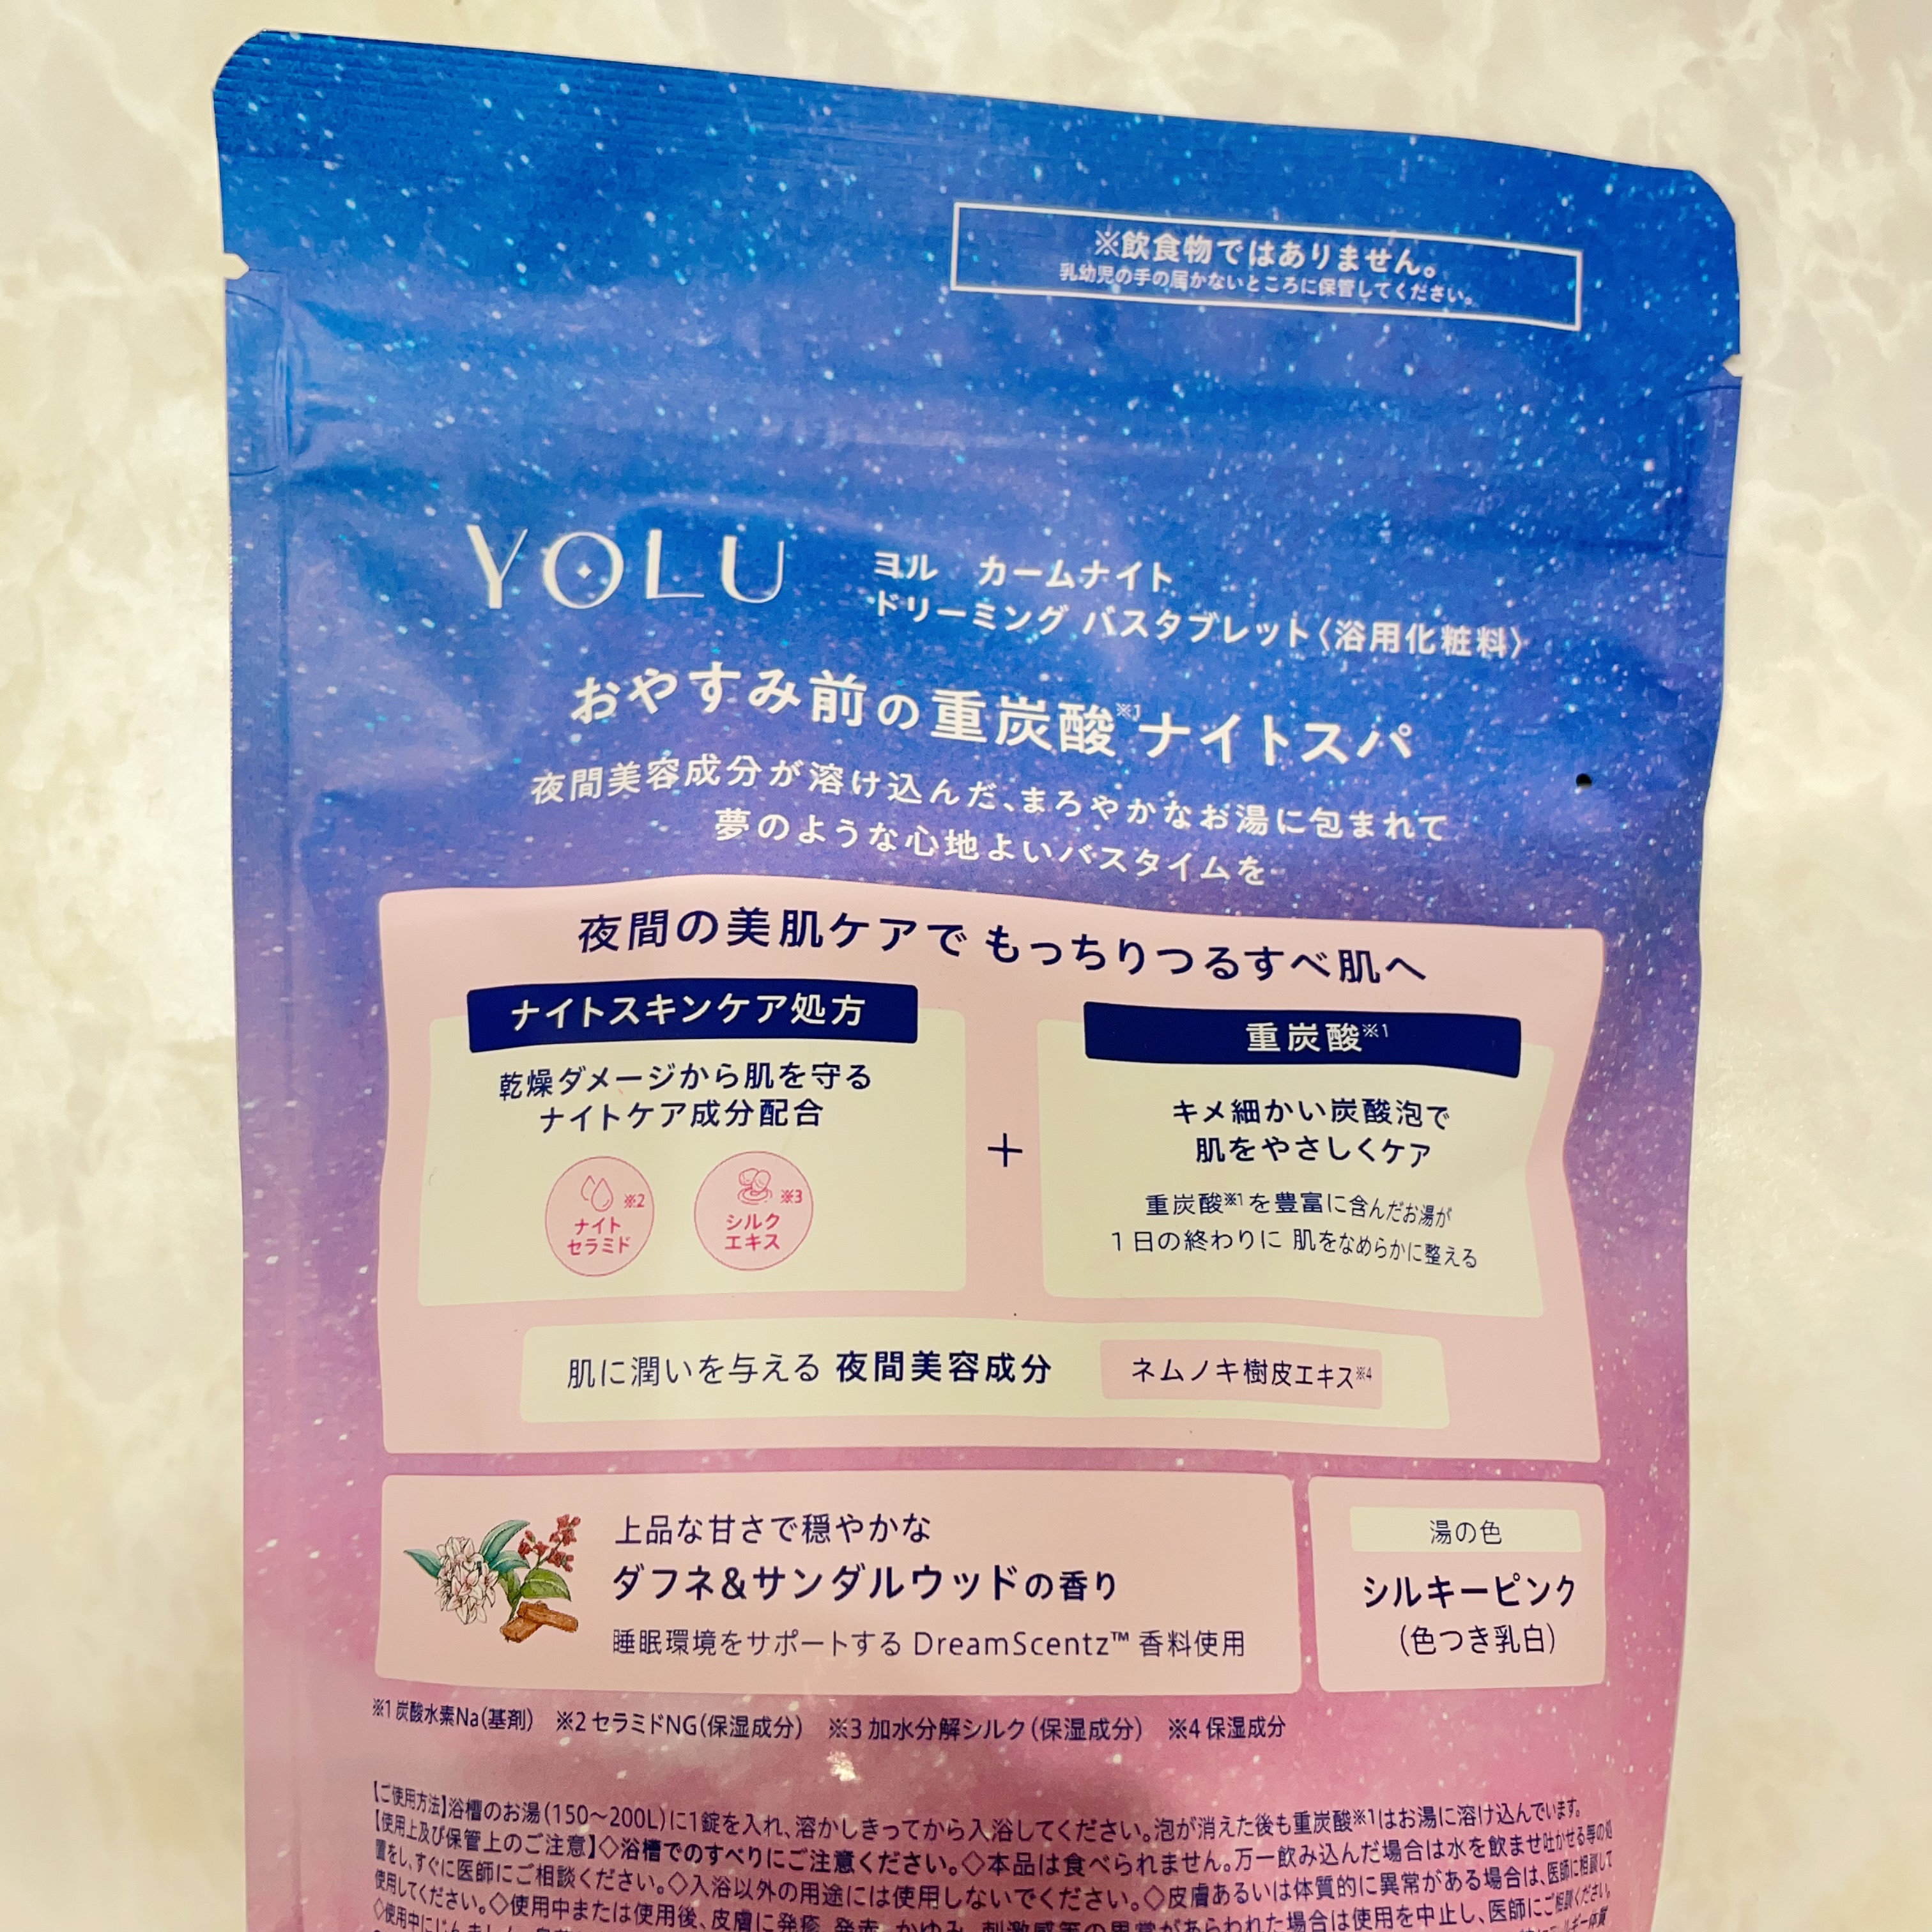 ※飲食物ではありません。
乳幼児の手の届かないところに保管してください。
YOLU
ヨル カームナイト
ドリーミング バスタブレット〈浴用化粧料〉
おやすみ前の重炭酸※1ナイトスパ
夜間美容成分が溶け込んだ、まろやかなお湯に包まれて
夢のような心地よいバスタイムを
夜間の美肌ケアで もっちりつるすべ肌へ
ナイトスキンケア処方
乾燥ダメージから肌を守る
ナイトケア成分配合
※2
ナイト
セラミド
※3
シルク
エキス
+
重炭酸※1
キメ細かい炭酸泡で
肌をやさしくケア
重炭酸※1を豊富に含んだお湯が
1日の終わりに 肌をなめらかに整える
肌に潤いを与える 夜間美容成分 ネムノキ樹皮エキス※4
上品な甘さで穏やかな
ダフネ&サンダルウッドの香り
睡眠環境をサポートする DreamScentz™ 香料使用
湯の色
シルキーピンク
(色つき乳白)
※1 炭酸水素Na(基剤) ※2 セラミドNG(保湿成分) ※3 加水分解シルク(保湿成分) ※4 保湿成分
【ご使用方法】浴槽のお湯(150〜200L)に1錠を入れ、溶かしきってから入浴してください。泡が消えた後も重炭酸※1はお湯に溶け込んでいます。
【使用上及び保管上のご注意】◇浴槽でのすべりにご注意ください。◇本品は食べられません。万一飲み込んだ場合は水を飲ませ吐かせる等の処
置をし、すぐに医師にご相談ください。◇入浴以外の用途には使用しないでください。◇皮膚あるいは体質的に異常がある場合は、医師に相談して
使用してください。◇使用中または使用後、皮膚に発疹、発赤、かゆみ、刺激感等の異常があらわれた場合は使用を中止し、医師にご相談ください。